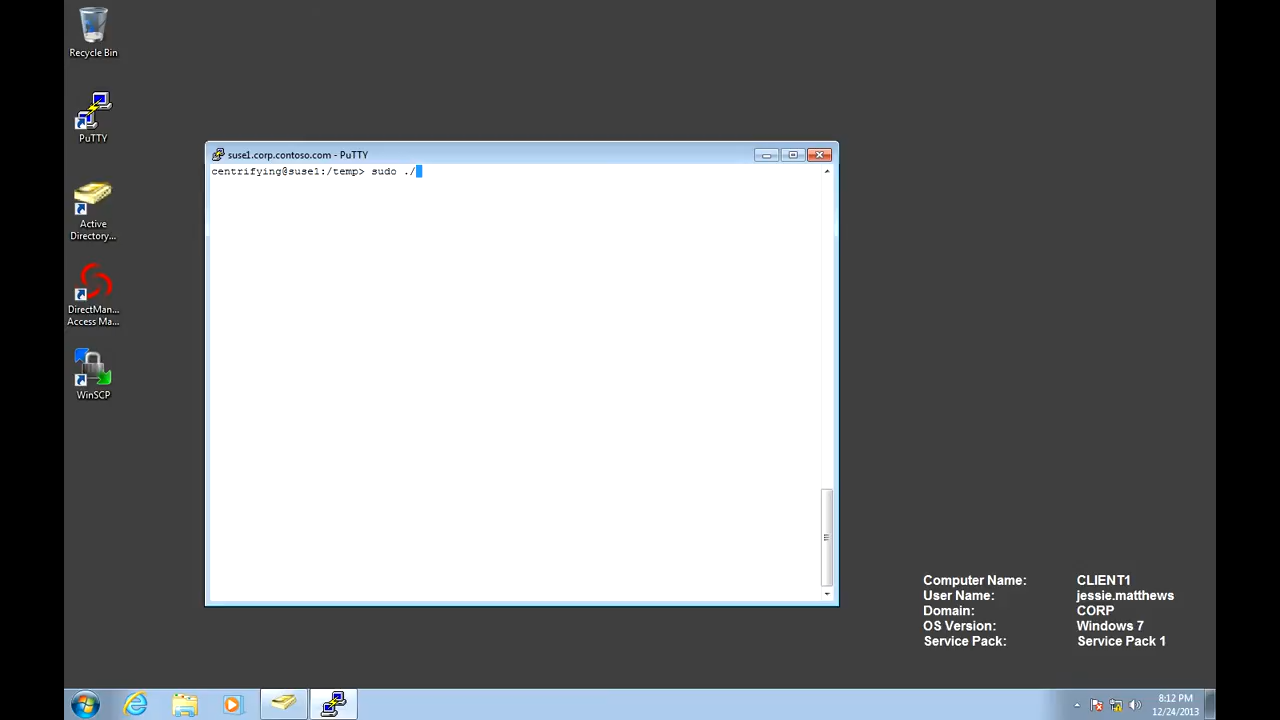 Recycle Bin
PuTTY
Active
Directory...
DirectMan...
Access Ma...
WinSCP
suse1.corp.contoso.com - PuTTY
centrifying@suse1:/temp> sudo ./
Computer Name: CLIENT1
User Name: jessie.matthews
Domain: CORP
OS Version: Windows 7
Service Pack: Service Pack 1
8:12 PM
12/24/2013